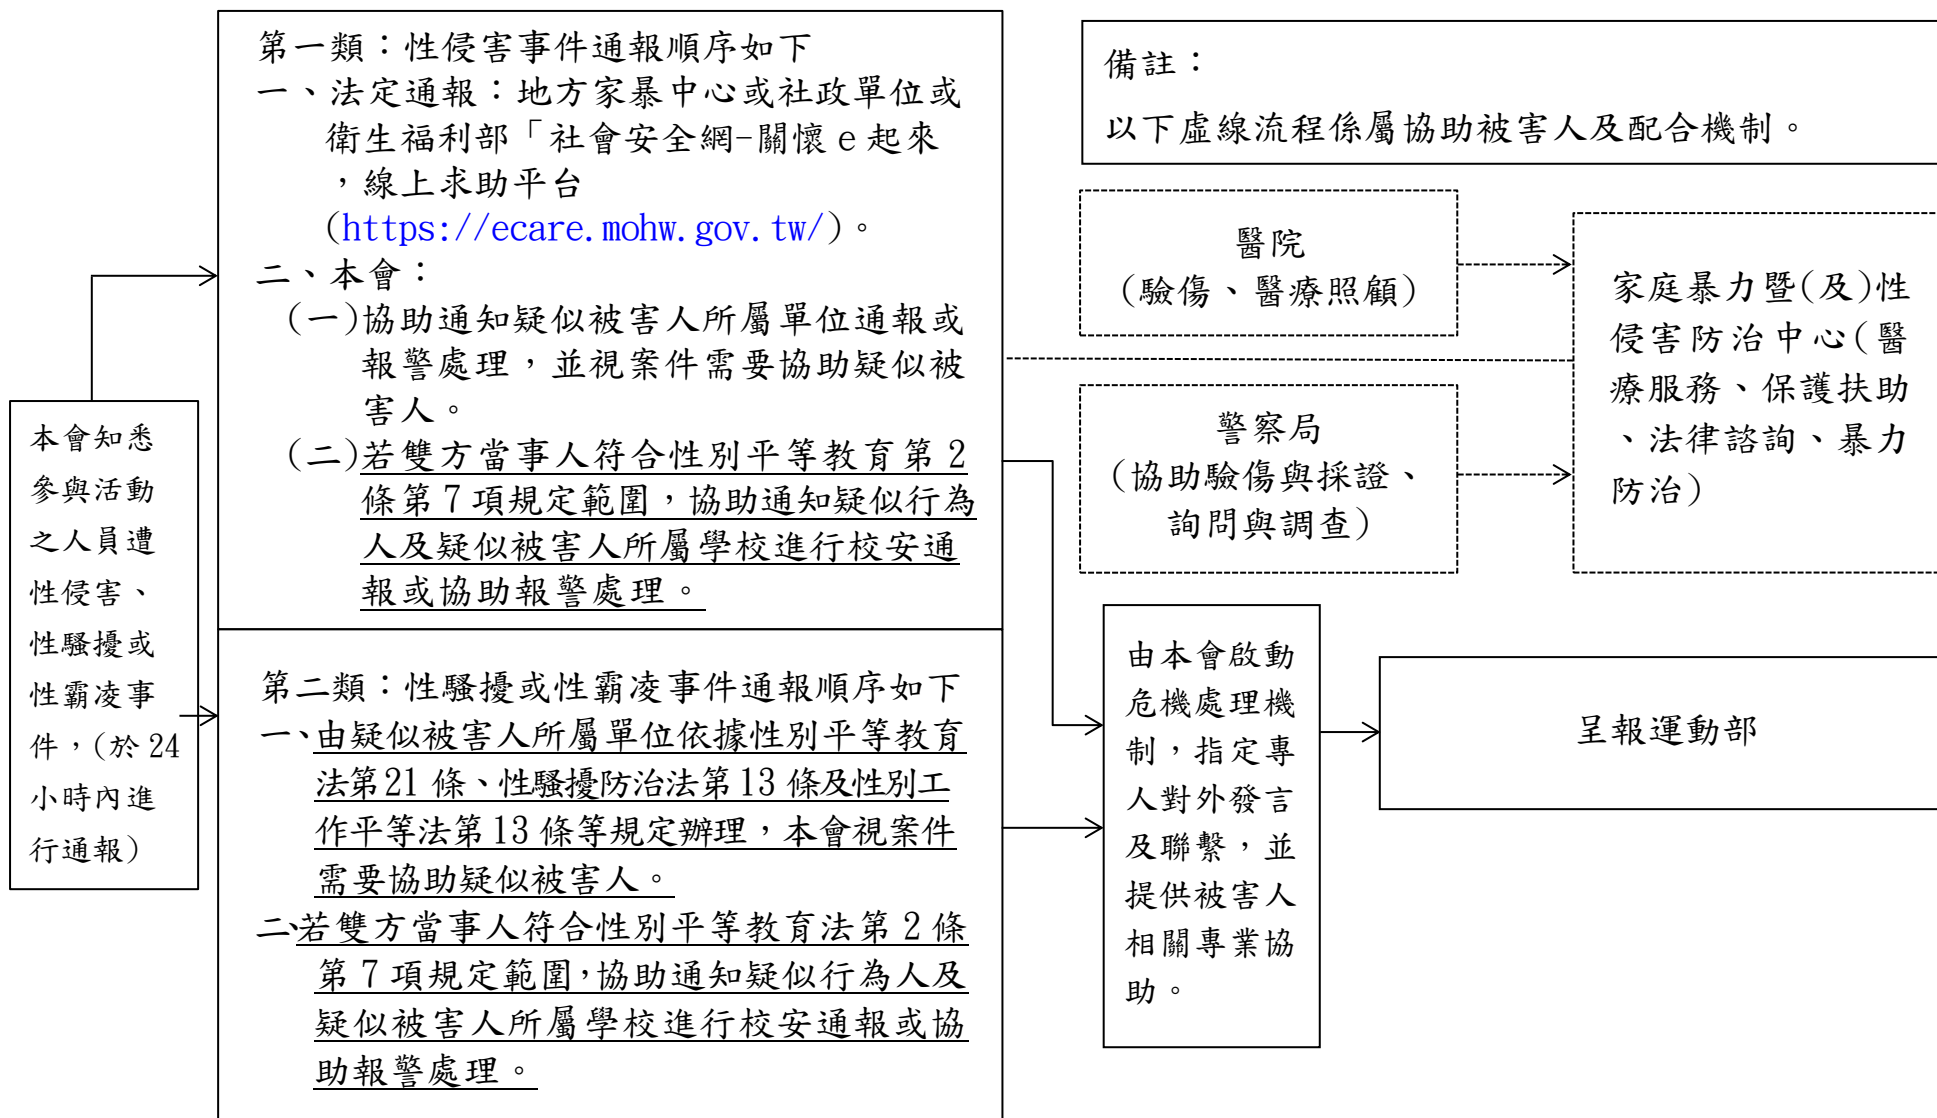 本會知悉
參與活動
之人員遭
性侵害、
性騷擾或
性霸凌事
件，(於 24
小時內進
行通報)
第一類：性侵害事件通報順序如下
一、法定通報：地方家暴中心或社政單位或
衛生福利部「社會安全網-關懷 e 起來
，線上求助平台
(https://ecare.mohw.gov.tw/)。
二、本會：
(一)協助通知疑似被害人所屬單位通報或
報警處理，並視案件需要協助疑似被
害人。
(二)若雙方當事人符合性別平等教育第 2
條第 7 項規定範圍，協助通知疑似行為
人及疑似被害人所屬學校進行校安通
報或協助報警處理。
第二類：性騷擾或性霸凌事件通報順序如下
一、由疑似被害人所屬單位依據性別平等教育
法第 21 條、性騷擾防治法第 13 條及性別工
作平等法第 13 條等規定辦理，本會視案件
需要協助疑似被害人。
二、若雙方當事人符合性別平等教育法第 2 條
第 7 項規定範圍，協助通知疑似行為人及
疑似被害人所屬學校進行校安通報或協
助報警處理。
備註：
以下虛線流程係屬協助被害人及配合機制。
醫院
(驗傷、醫療照顧)
警察局
(協助驗傷與採證、
詢問與調查)
家庭暴力暨(及)性
侵害防治中心(醫
療服務、保護扶助
、法律諮詢、暴力
防治)
由本會啟動
危機處理機
制，指定專
人對外發言
及聯繫，並
提供被害人
相關專業協
助。
呈報運動部